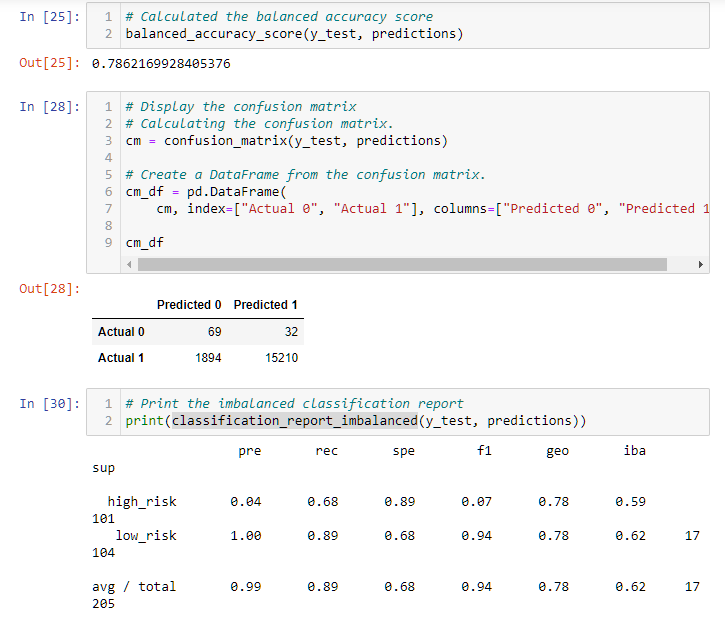 In [25]:
1 # Calculated the balanced accuracy score
2 balanced_accuracy_score(y_test, predictions)
Out[25]: 0.7862169928405376
In [28]:
1 # Display the confusion matrix
2 # Calculating the confusion matrix.
3 cm = confusion_matrix(y_test, predictions)
4
5 # Create a DataFrame from the confusion matrix.
6 cm_df = pd.DataFrame(
7     cm, index=["Actual 0", "Actual 1"], columns=["Predicted 0", "Predicted 1
8
9 cm_df
Out[28]:
Predicted 0 Predicted 1
Actual 0 69 32
Actual 1 1894 15210
In [30]:
1 # Print the imbalanced classification report
2 print(classification_report_imbalanced(y_test, predictions))
pre rec spe f1 geo iba
sup
high_risk 0.04 0.68 0.89 0.07 0.78 0.59
101
low_risk 1.00 0.89 0.68 0.94 0.78 0.62 17
104
avg / total 0.99 0.89 0.68 0.94 0.78 0.62 17
205